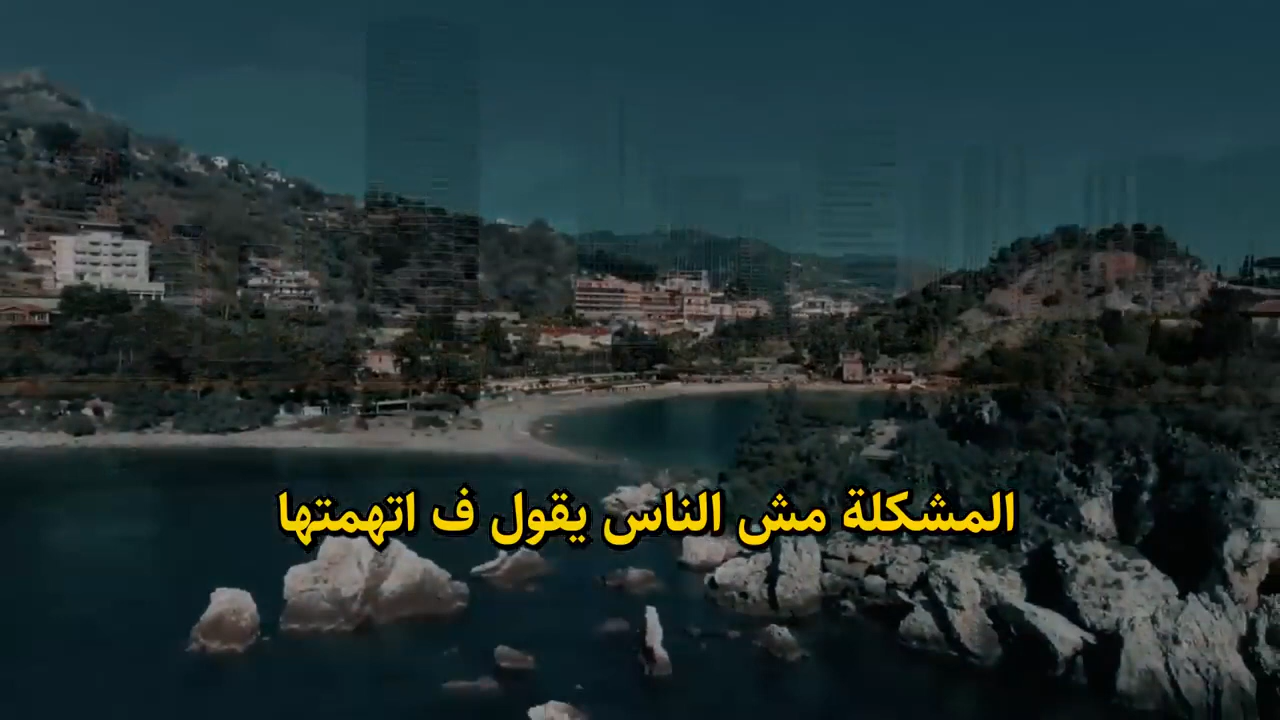 المشكلة مش الناس يقول ف اتهمتها